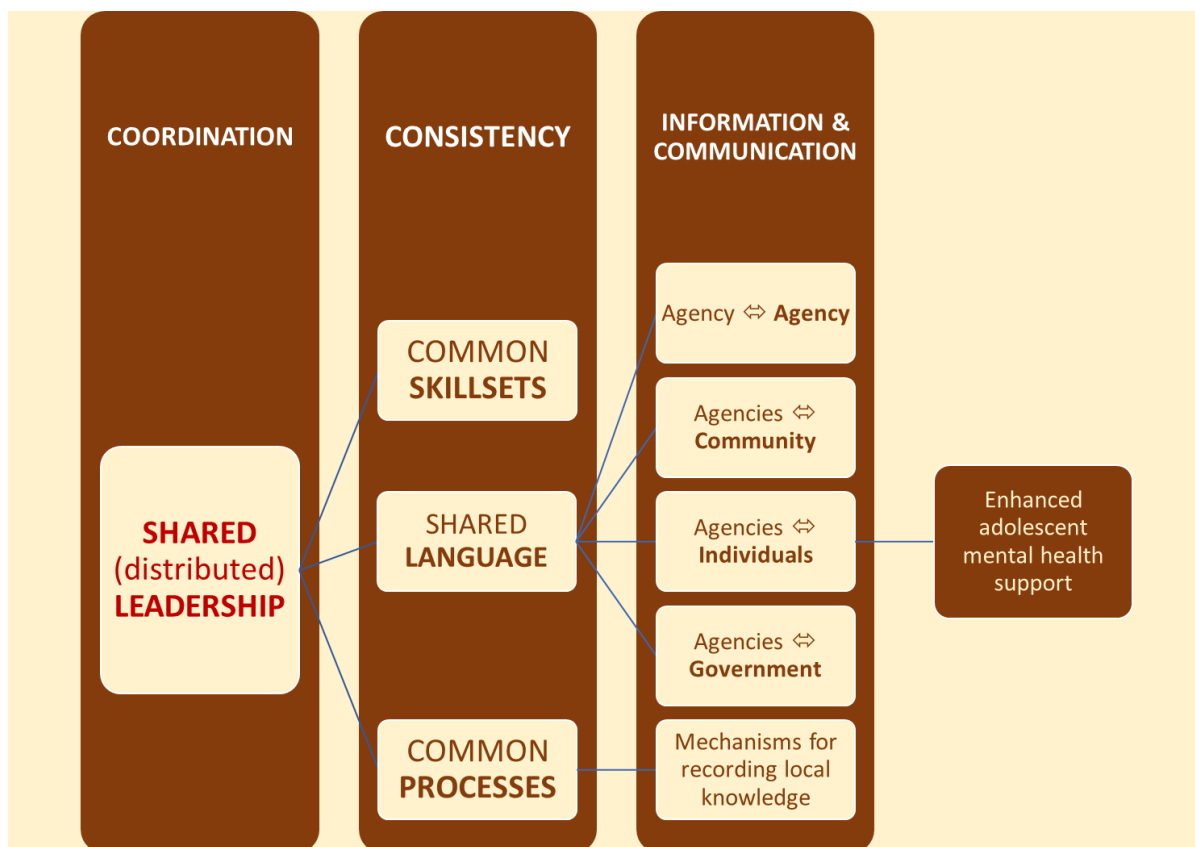 COORDINATION
CONSISTENCY
INFORMATION &
COMMUNICATION
SHARED
(distributed)
LEADERSHIP
COMMON
SKILLSETS
SHARED
LANGUAGE
COMMON
PROCESSES
Agency ⬄ Agency
Agencies ⬄
Community
Agencies ⬄
Individuals
Agencies ⬄
Government
Mechanisms for
recording local
knowledge
Enhanced
adolescent
mental health
support